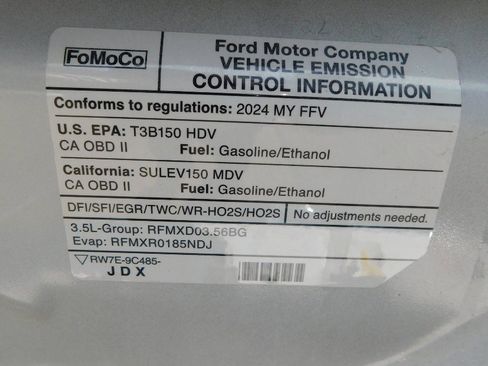 FoMoCo
Ford Motor Company
VEHICLE EMISSION
CONTROL INFORMATION
Conforms to regulations: 2024 MY FFV
U.S. EPA: T3B150 HDV
CA OBD II Fuel: Gasoline/Ethanol
California: SULEV150 MDV
CA OBD II Fuel: Gasoline/Ethanol
DFI/SFI/EGR/TWC/WR-HO2S/HO2S No adjustments needed.
3.5L-Group: RFMXD03.56BG
Evap: RFMXR0185NDJ
RW7E-9C485-
JDX